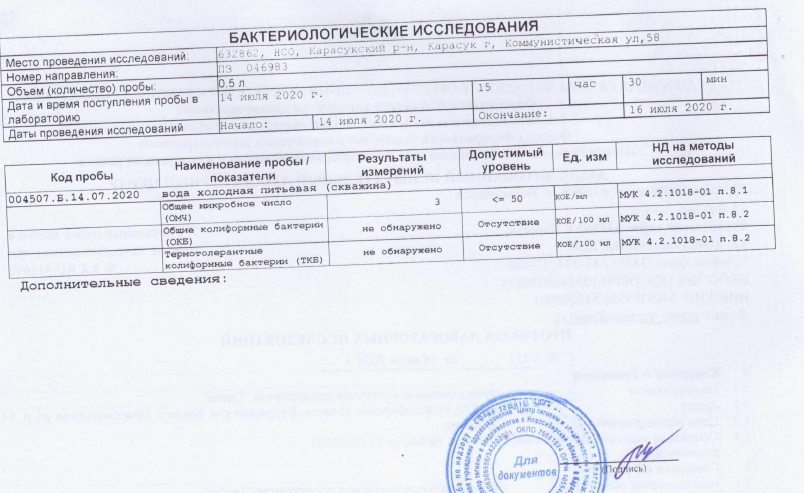 БАКТЕРИОЛОГИЧЕСКИЕ ИССЛЕДОВАНИЯ
Место проведения исследований: 632862, НСО, Карасукский р-н, Карасук г, Коммунистическая ул,58
Номер направления: ПЗ 046983
Объем (количество) пробы: 0,5 л
Дата и время поступления пробы в лабораторию 14 июля 2020 г. 15 час 30 мин
Даты проведения исследований Начало: 14 июля 2020 г. Окончание: 16 июля 2020 г.
Код пробы Наименование пробы / показатели Результаты измерений Допустимый уровень Ед. изм НД на методы исследований
004507.Б.14.07.2020 вода холодная питьевая (скважина)
Общее микробное число (ОМЧ) 3 <= 50 КОЕ/мл МУК 4.2.1018-01 п.8.1
Общие колиформные бактерии (ОКБ) не обнаружено Отсутствие КОЕ/100 мл МУК 4.2.1018-01 п.8.2
Термотолерантные колиформные бактерии (ТКБ) не обнаружено Отсутствие КОЕ/100 мл МУК 4.2.1018-01 п.8.2
Дополнительные сведения:
Для
документов
(Подпись)